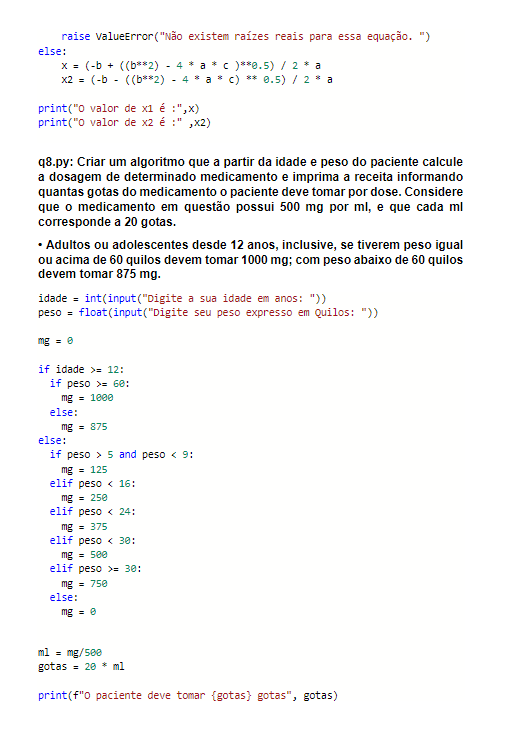 raise ValueError("Não existem raízes reais para essa equação. ")
else:
x = (-b + ((b**2) - 4 * a * c )**0.5) / 2 * a
x2 = (-b - ((b**2) - 4 * a * c) ** 0.5) / 2 * a
print("O valor de x1 é :",x)
print("O valor de x2 é :" ,x2)
q8.py: Criar um algoritmo que a partir da idade e peso do paciente calcule
a dosagem de determinado medicamento e imprima a receita informando
quantas gotas do medicamento o paciente deve tomar por dose. Considere
que o medicamento em questão possui 500 mg por ml, e que cada ml
corresponde a 20 gotas.
• Adultos ou adolescentes desde 12 anos, inclusive, se tiverem peso igual
ou acima de 60 quilos devem tomar 1000 mg; com peso abaixo de 60 quilos
devem tomar 875 mg.
idade = int(input("Digite a sua idade em anos: "))
peso = float(input("Digite seu peso expresso em Quilos: "))
mg = 0
if idade >= 12:
if peso >= 60:
mg = 1000
else:
mg = 875
else:
if peso > 5 and peso < 9:
mg = 125
elif peso < 16:
mg = 250
elif peso < 24:
mg = 375
elif peso < 30:
mg = 500
elif peso >= 30:
mg = 750
else:
mg = 0
ml = mg/500
gotas = 20 * ml
print(f"O paciente deve tomar {gotas} gotas", gotas)